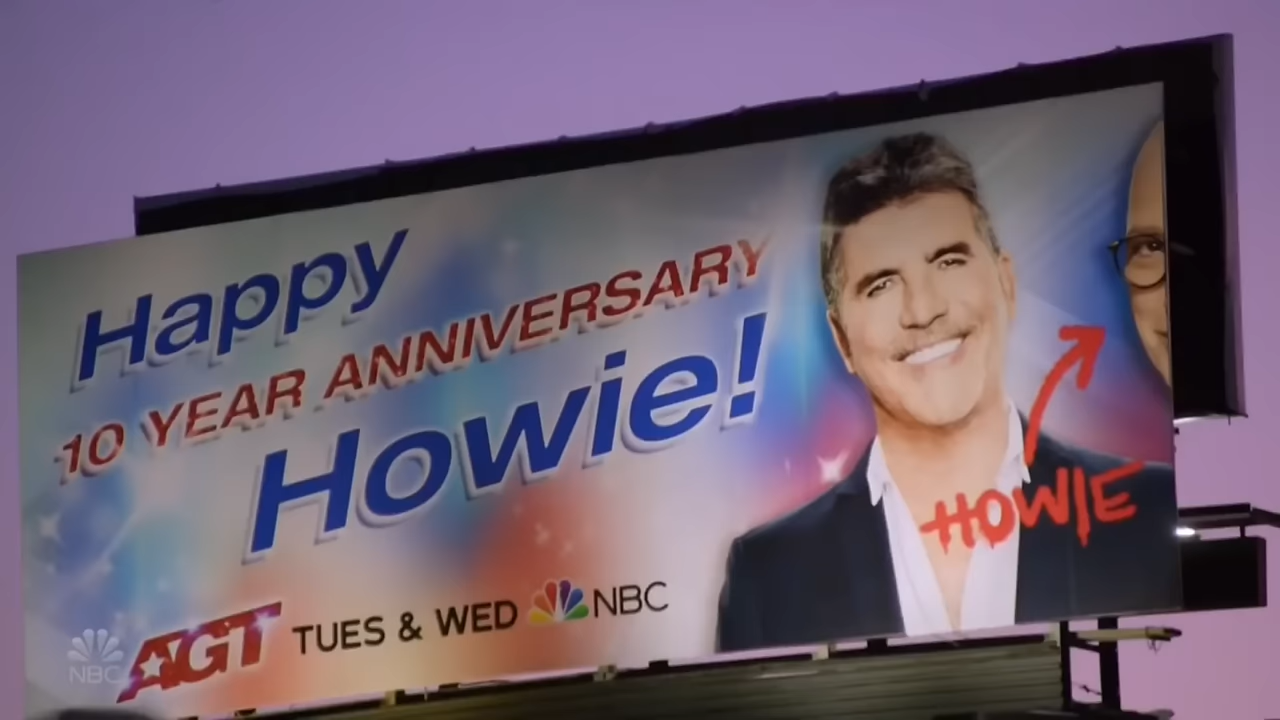 Happy
10 YEAR ANNIVERSARY
Howie!
HOWIE
AGT TUES & WED NBC
NBC